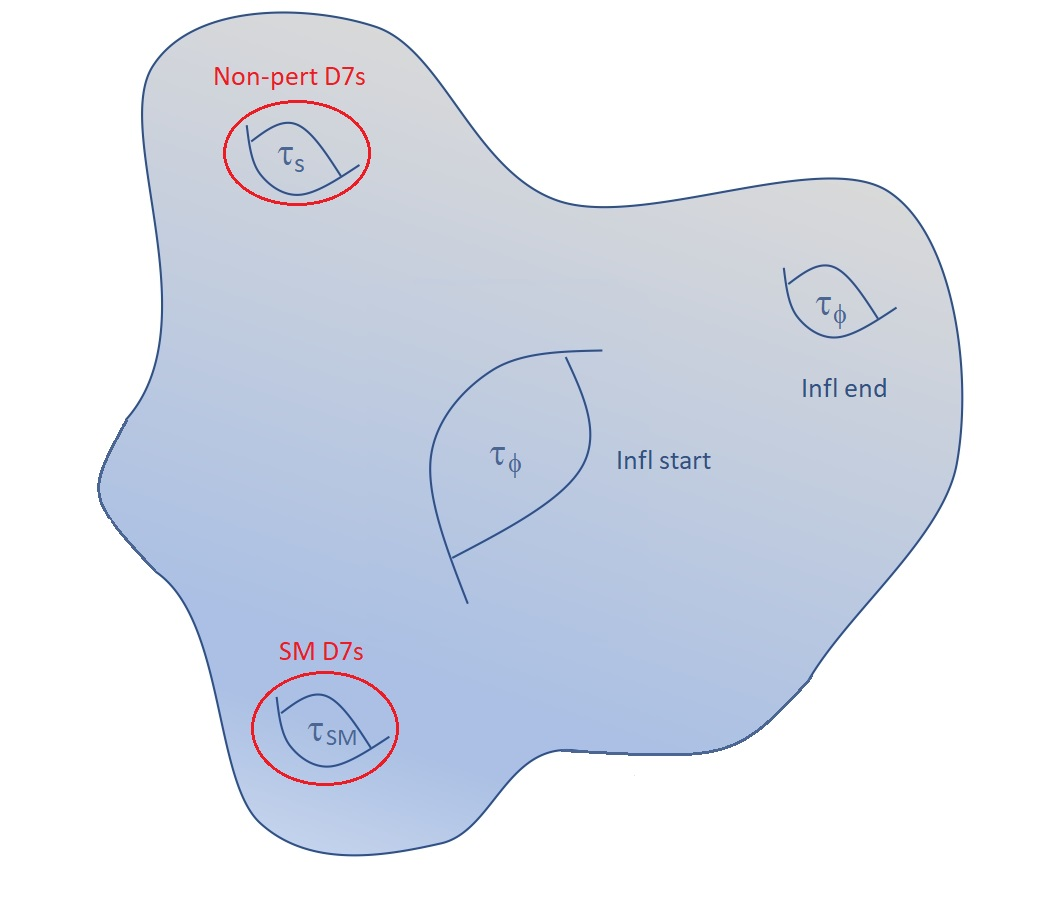 Non-pert D7s
τs
τϕ
Infl end
τϕ
Infl start
SM D7s
τSM